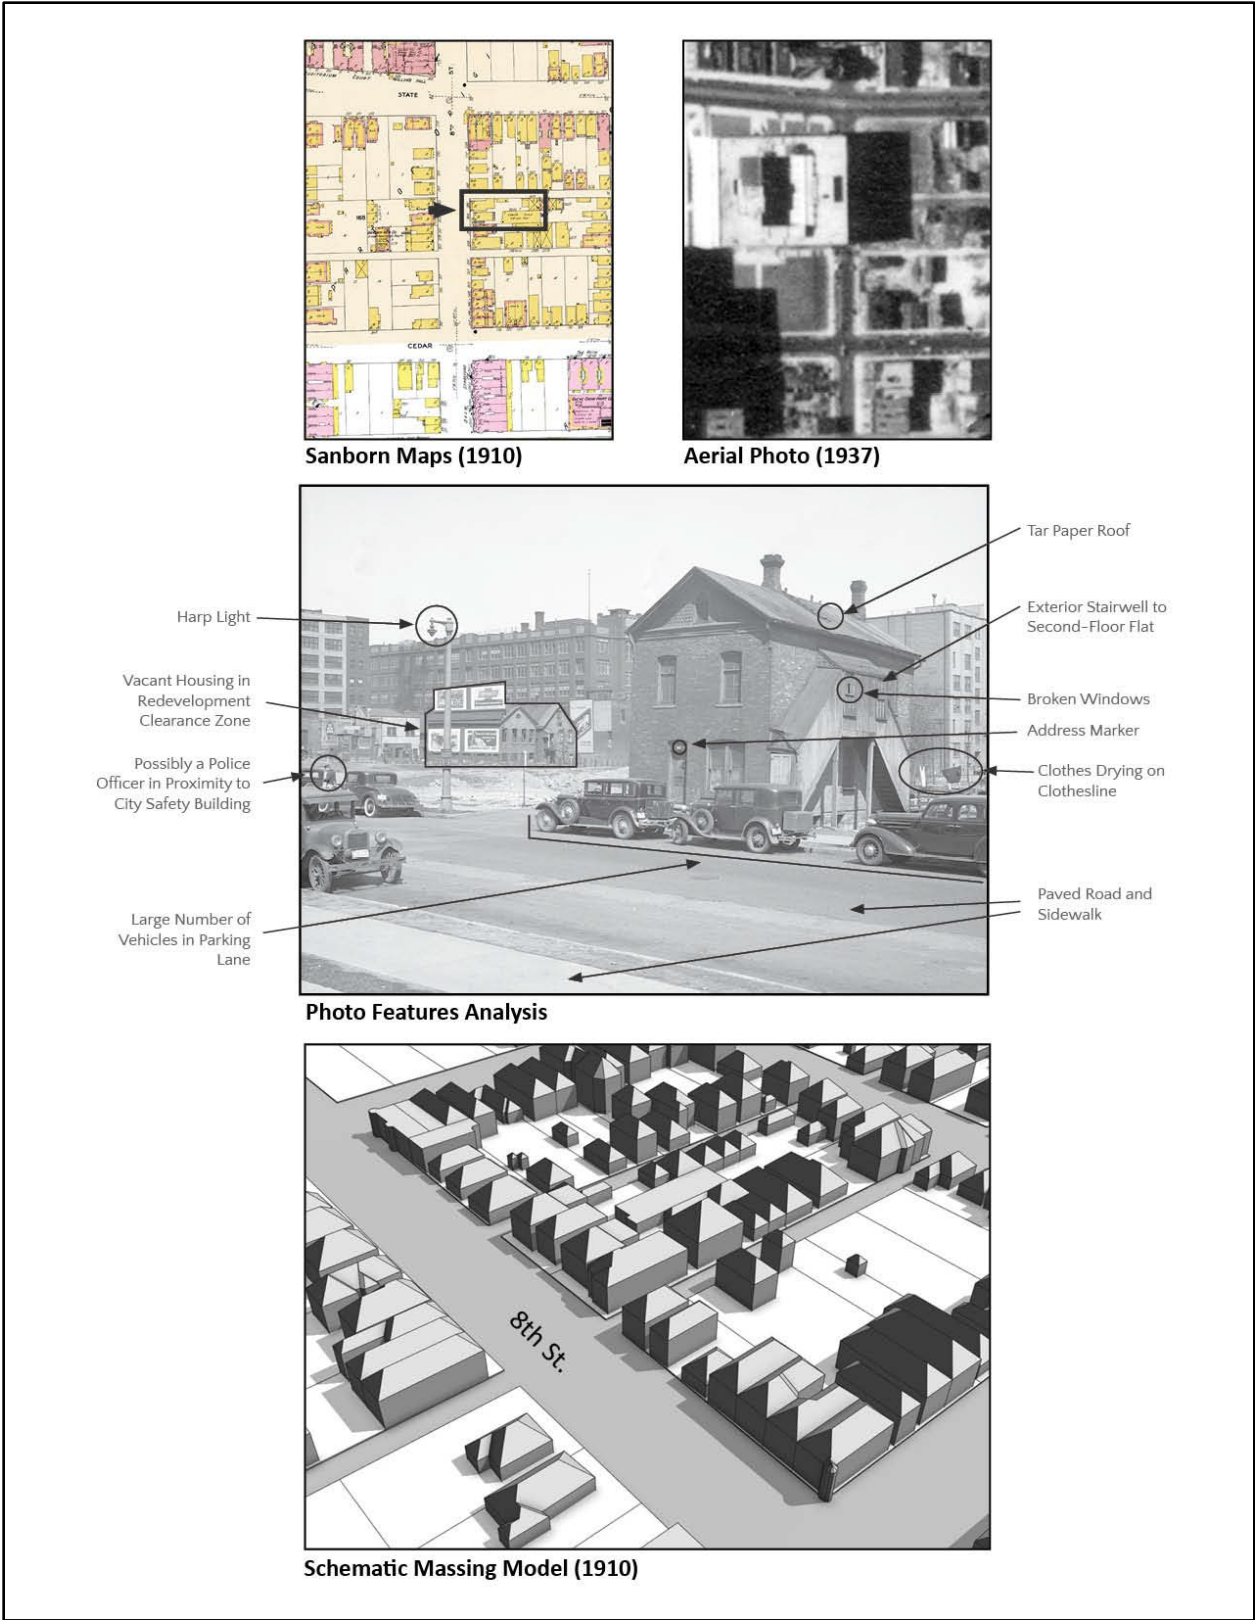 STATE
CEDAR
Sanborn Maps (1910)
Aerial Photo (1937)
Tar Paper Roof
Exterior Stairwell to
Second-Floor Flat
Broken Windows
Address Marker
Clothes Drying on
Clothesline
Paved Road and
Sidewalk
Harp Light
Vacant Housing in
Redevelopment
Clearance Zone
Possibly a Police
Officer in Proximity to
City Safety Building
Large Number of
Vehicles in Parking
Lane
Photo Features Analysis
8th St.
Schematic Massing Model (1910)